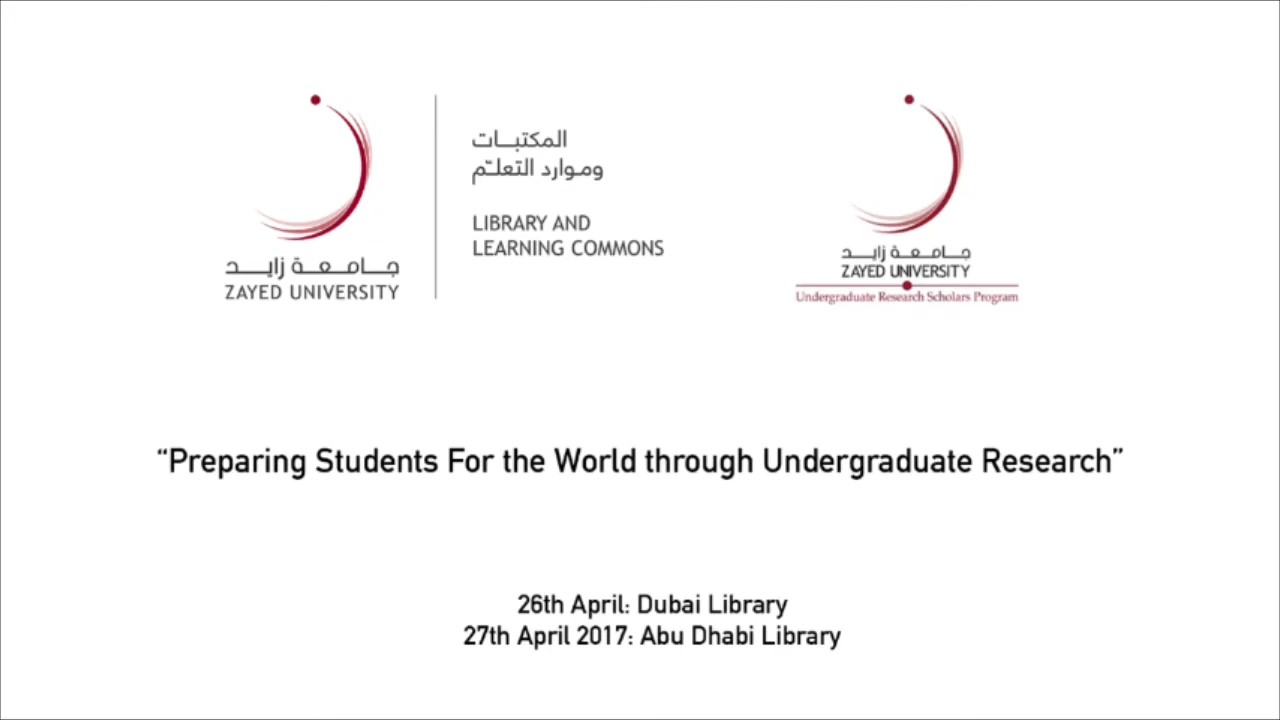 جامعة زايد
ZAYED UNIVERSITY
المكتبات
وموارد التعلّم
LIBRARY AND
LEARNING COMMONS
جامعة زايد
ZAYED UNIVERSITY
Undergraduate Research Scholars Program
“Preparing Students For the World through Undergraduate Research”
26th April: Dubai Library
27th April 2017: Abu Dhabi Library